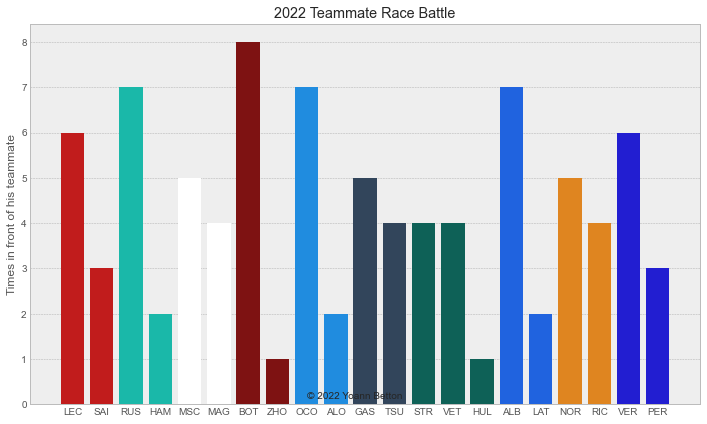 2022 Teammate Race Battle
Times in front of his teammate
8
7
6
5
4
3
2
1
0
© 2022 Yoann Betton
LEC SAI RUS HAM MSC MAG BOT ZHO OCO ALO GAS TSU STR VET HUL ALB LAT NOR RIC VER PER